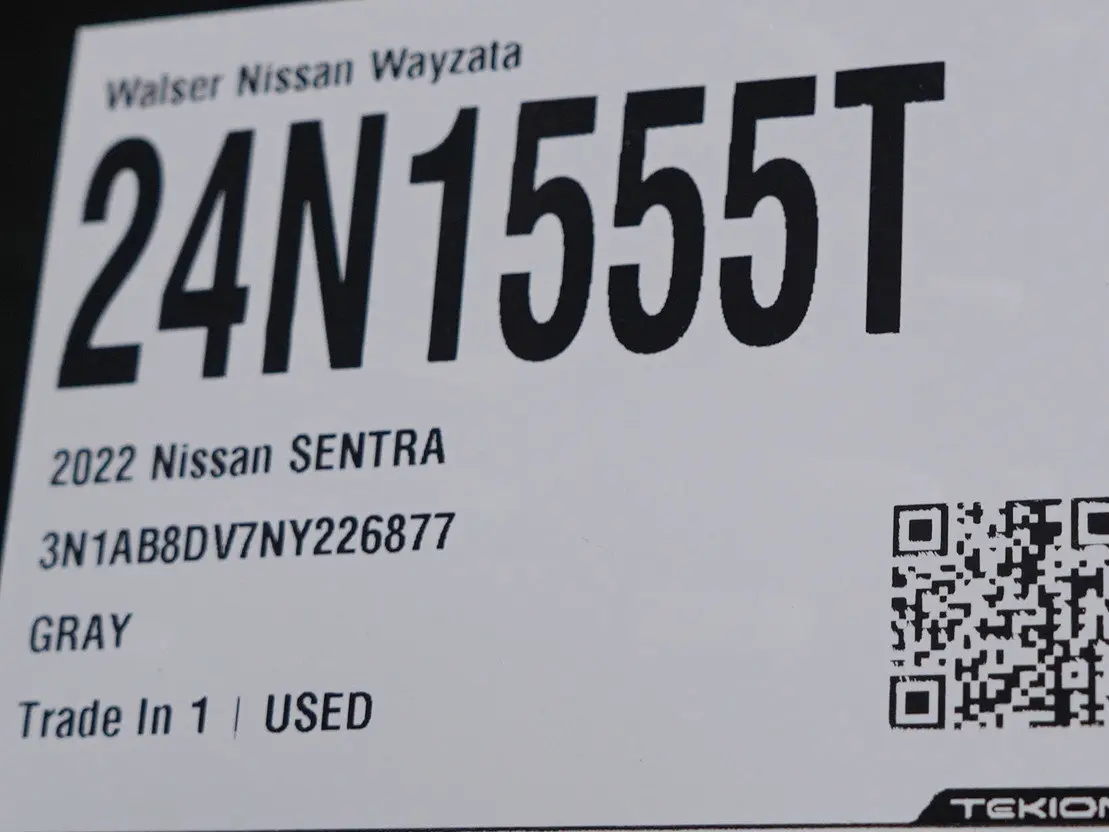 Walser Nissan Wayzata
24N1555T
2022 Nissan SENTRA
3N1AB8DV7NY226877
GRAY
Trade In 1 | USED
TEKION